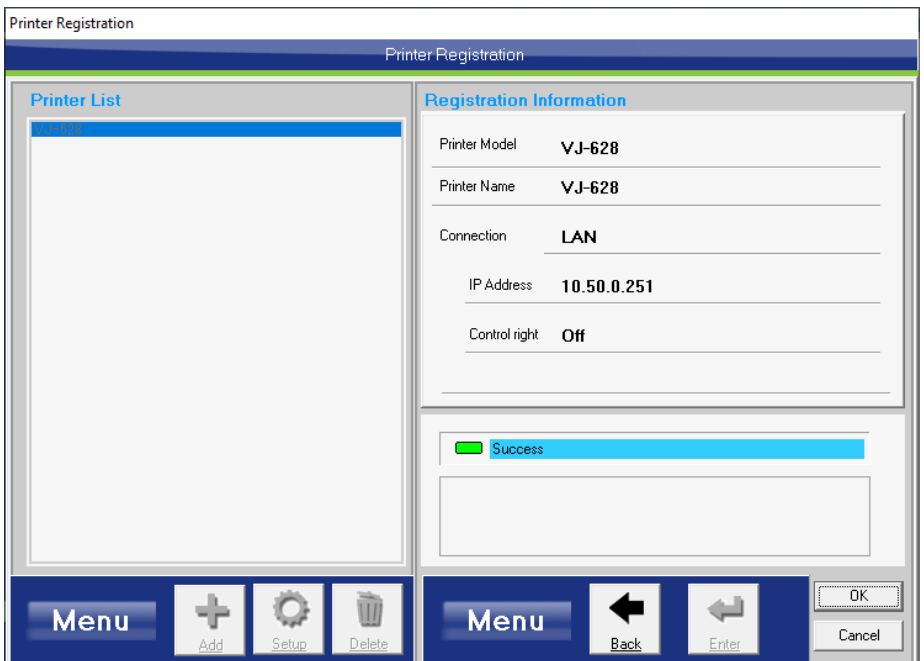 Printer Registration
Printer Registration
Printer List
VJ-628
Registration Information
Printer Model VJ-628
Printer Name VJ-628
Connection LAN
IP Address 10.50.0.251
Control right Off
Success
Menu
Add
Setup
Delete
Menu
Back
Enter
OK
Cancel